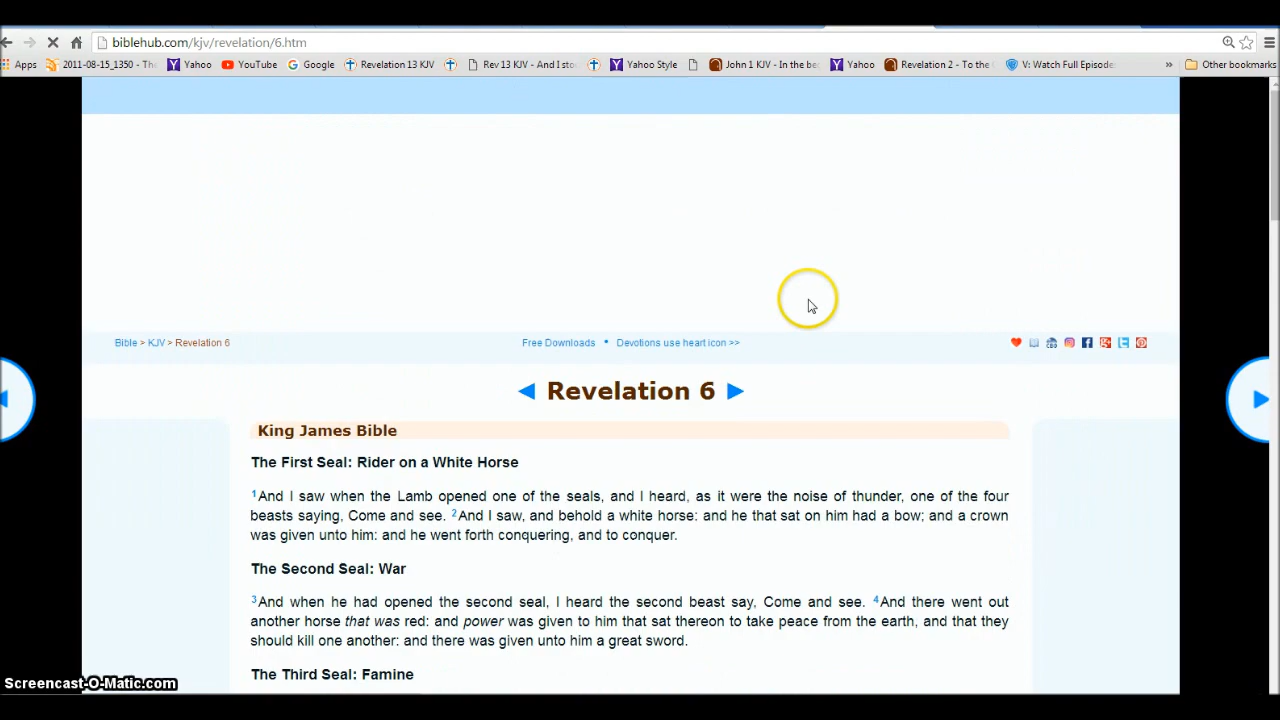 biblehub.com/kjv/revelation/6.htm
Apps 2011-08-15_1350 - Th Yahoo YouTube Google Revelation 13 KJV Rev 13 KJV - And I sto Yahoo Style John 1 KJV - In the be Yahoo Revelation 2 - To the V: Watch Full Episode » Other bookmarks
Bible > KJV > Revelation 6 Free Downloads • Devotions use heart icon >>
◄ Revelation 6 ►
King James Bible
The First Seal: Rider on a White Horse
1And I saw when the Lamb opened one of the seals, and I heard, as it were the noise of thunder, one of the four
beasts saying, Come and see. 2And I saw, and behold a white horse: and he that sat on him had a bow; and a crown
was given unto him: and he went forth conquering, and to conquer.
The Second Seal: War
3And when he had opened the second seal, I heard the second beast say, Come and see. 4And there went out
another horse that was red: and power was given to him that sat thereon to take peace from the earth, and that they
should kill one another: and there was given unto him a great sword.
The Third Seal: Famine
Screencast-O-Matic.com